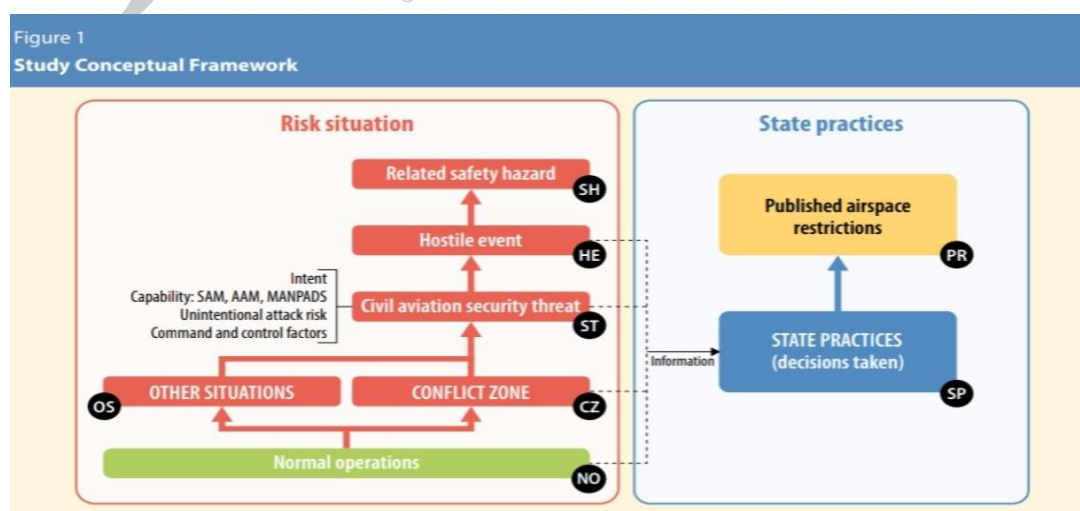 Figure 1
Study Conceptual Framework
Risk situation
Related safety hazard
SH
Hostile event
HE
Intent
Capability: SAM, AAM, MANPADS
Unintentional attack risk
Command and control factors
Civil aviation security threat
ST
OTHER SITUATIONS
OS
CONFLICT ZONE
CZ
Normal operations
NO
Information
State practices
Published airspace
restrictions
PR
STATE PRACTICES
(decisions taken)
SP